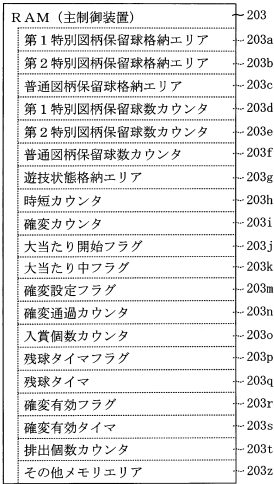 RAM(主制御装置) 203
第1特別図柄保留球格納エリア 203a
第2特別図柄保留球格納エリア 203b
普通図柄保留球格納エリア 203c
第1特別図柄保留球数カウンタ 203d
第2特別図柄保留球数カウンタ 203e
普通図柄保留球数カウンタ 203f
遊技状態格納エリア 203g
時短カウンタ 203h
確変カウンタ 203i
大当たり開始フラグ 203j
大当たり中フラグ 203k
確変設定フラグ 203m
確変通過カウンタ 203n
入賞個数カウンタ 203o
残球タイマフラグ 203p
残球タイマ 203q
確変有効フラグ 203r
確変有効タイマ 203s
排出個数カウンタ 203t
その他メモリエリア 203z